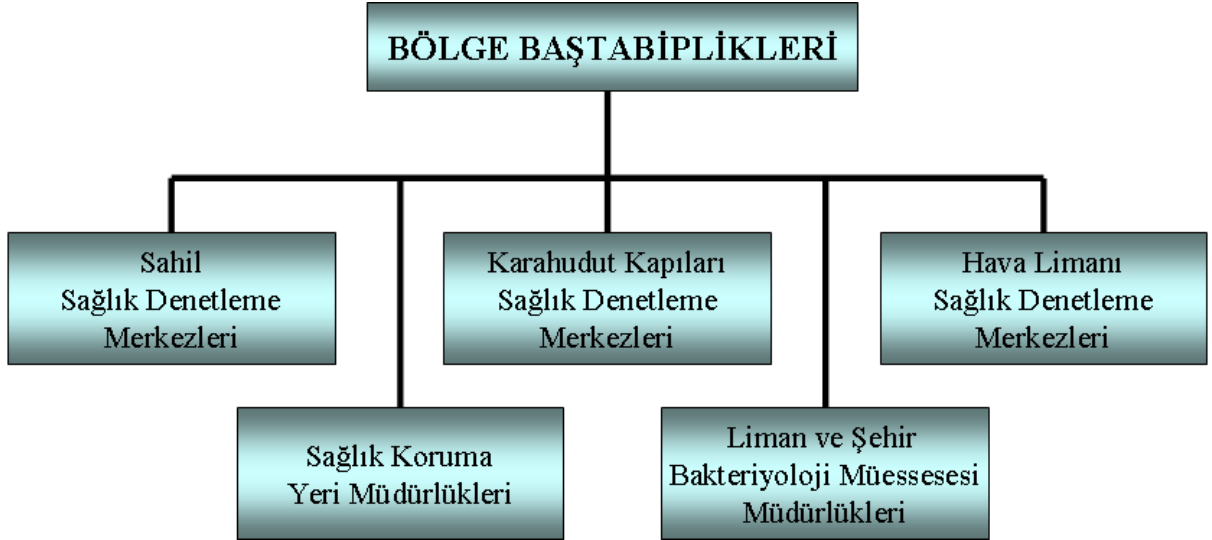 BÖLGE BAŞTABİPLİKLERİ
Sahil
Sağlık Denetleme
Merkezleri
Karahudut Kapıları
Sağlık Denetleme
Merkezleri
Hava Limanı
Sağlık Denetleme
Merkezleri
Sağlık Koruma
Yeri Müdürlükleri
Liman ve Şehir
Bakteriyoloji Müessesesi
Müdürlükleri